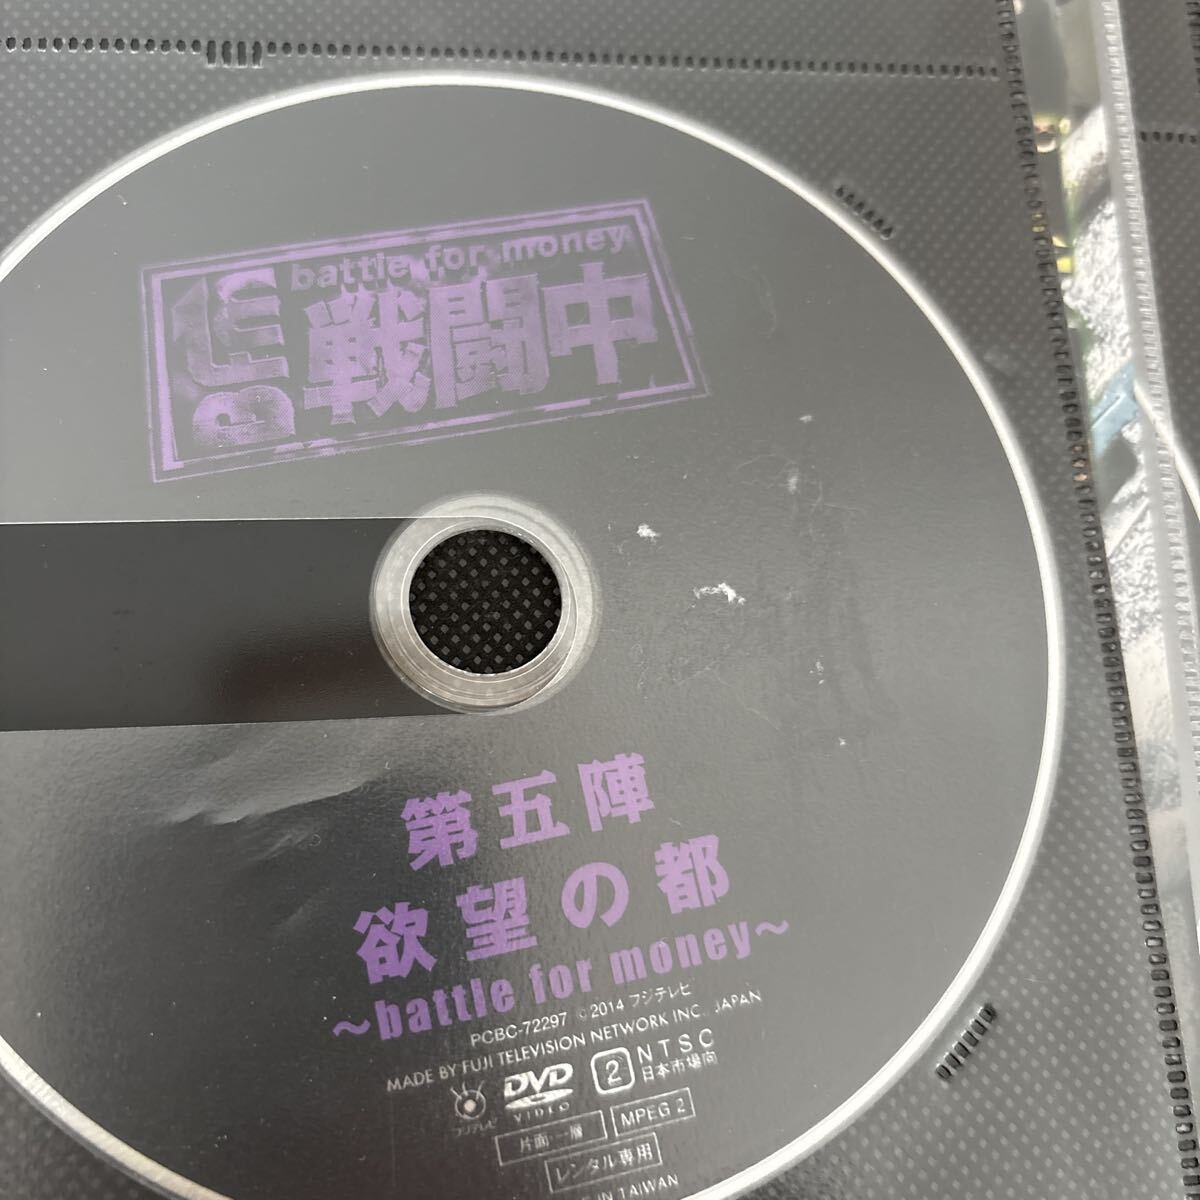 battle for money
戦闘中
第五陣
欲望の都
～battle for money～
PCBC-72297 ©2014 フジテレビ
MADE BY FUJI TELEVISION NETWORK INC. JAPAN
フジテレビ
DVD
VIDEO
2
NTSC
日本市場向
片面一層
MPEG 2
レンタル専用
IN TAIWAN